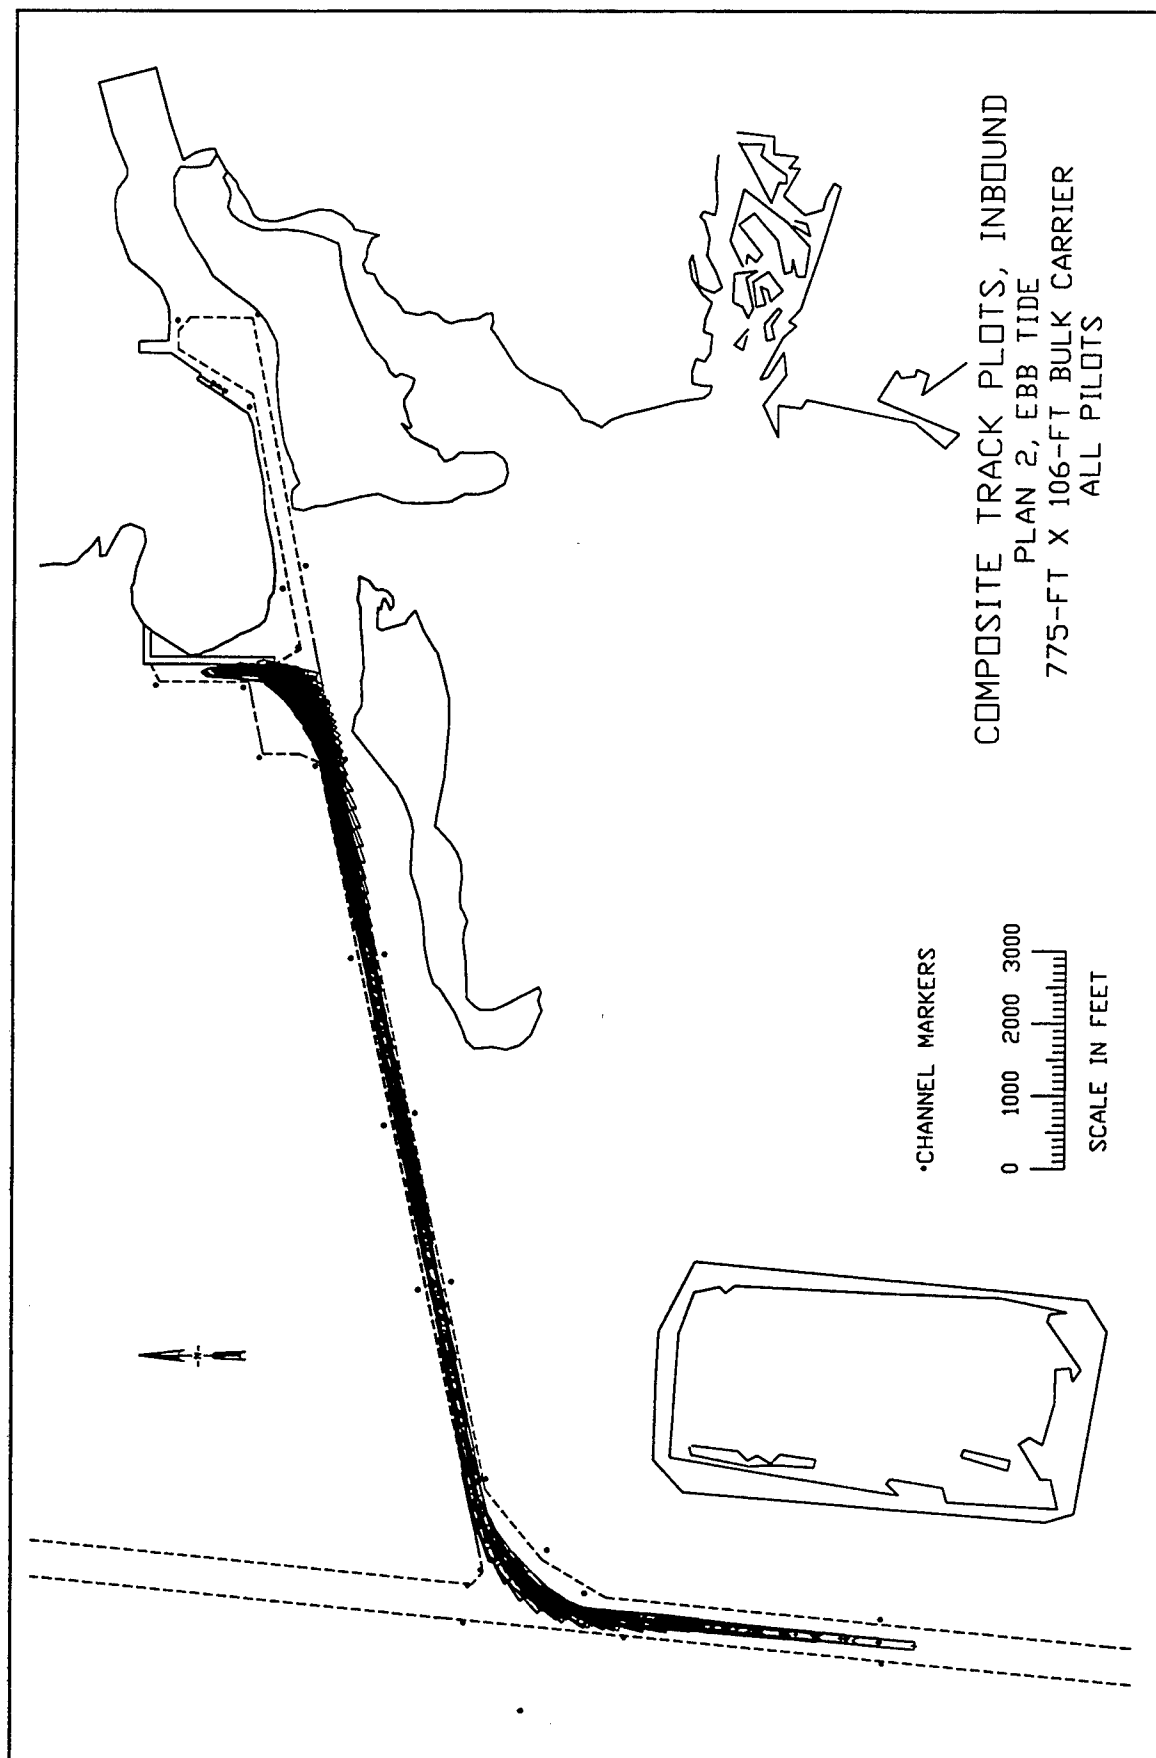 COMPOSITE TRACK PLOTS, INBOUND
PLAN 2, EBB TIDE
775-FT X 106-FT BULK CARRIER
ALL PILOTS
•CHANNEL MARKERS
0 1000 2000 3000
SCALE IN FEET
N